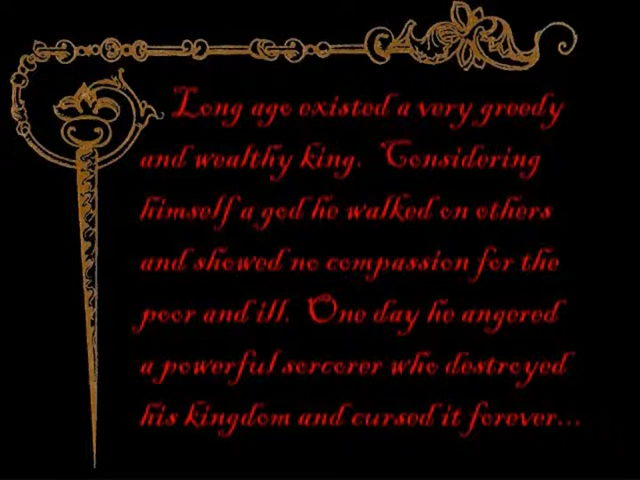 Long ago existed a very greedy
and wealthy king. Considering
himself a god he walked on others
and showed no compassion for the
poor and ill. One day he angered
a powerful sorcerer who destroyed
his kingdom and cursed it forever...